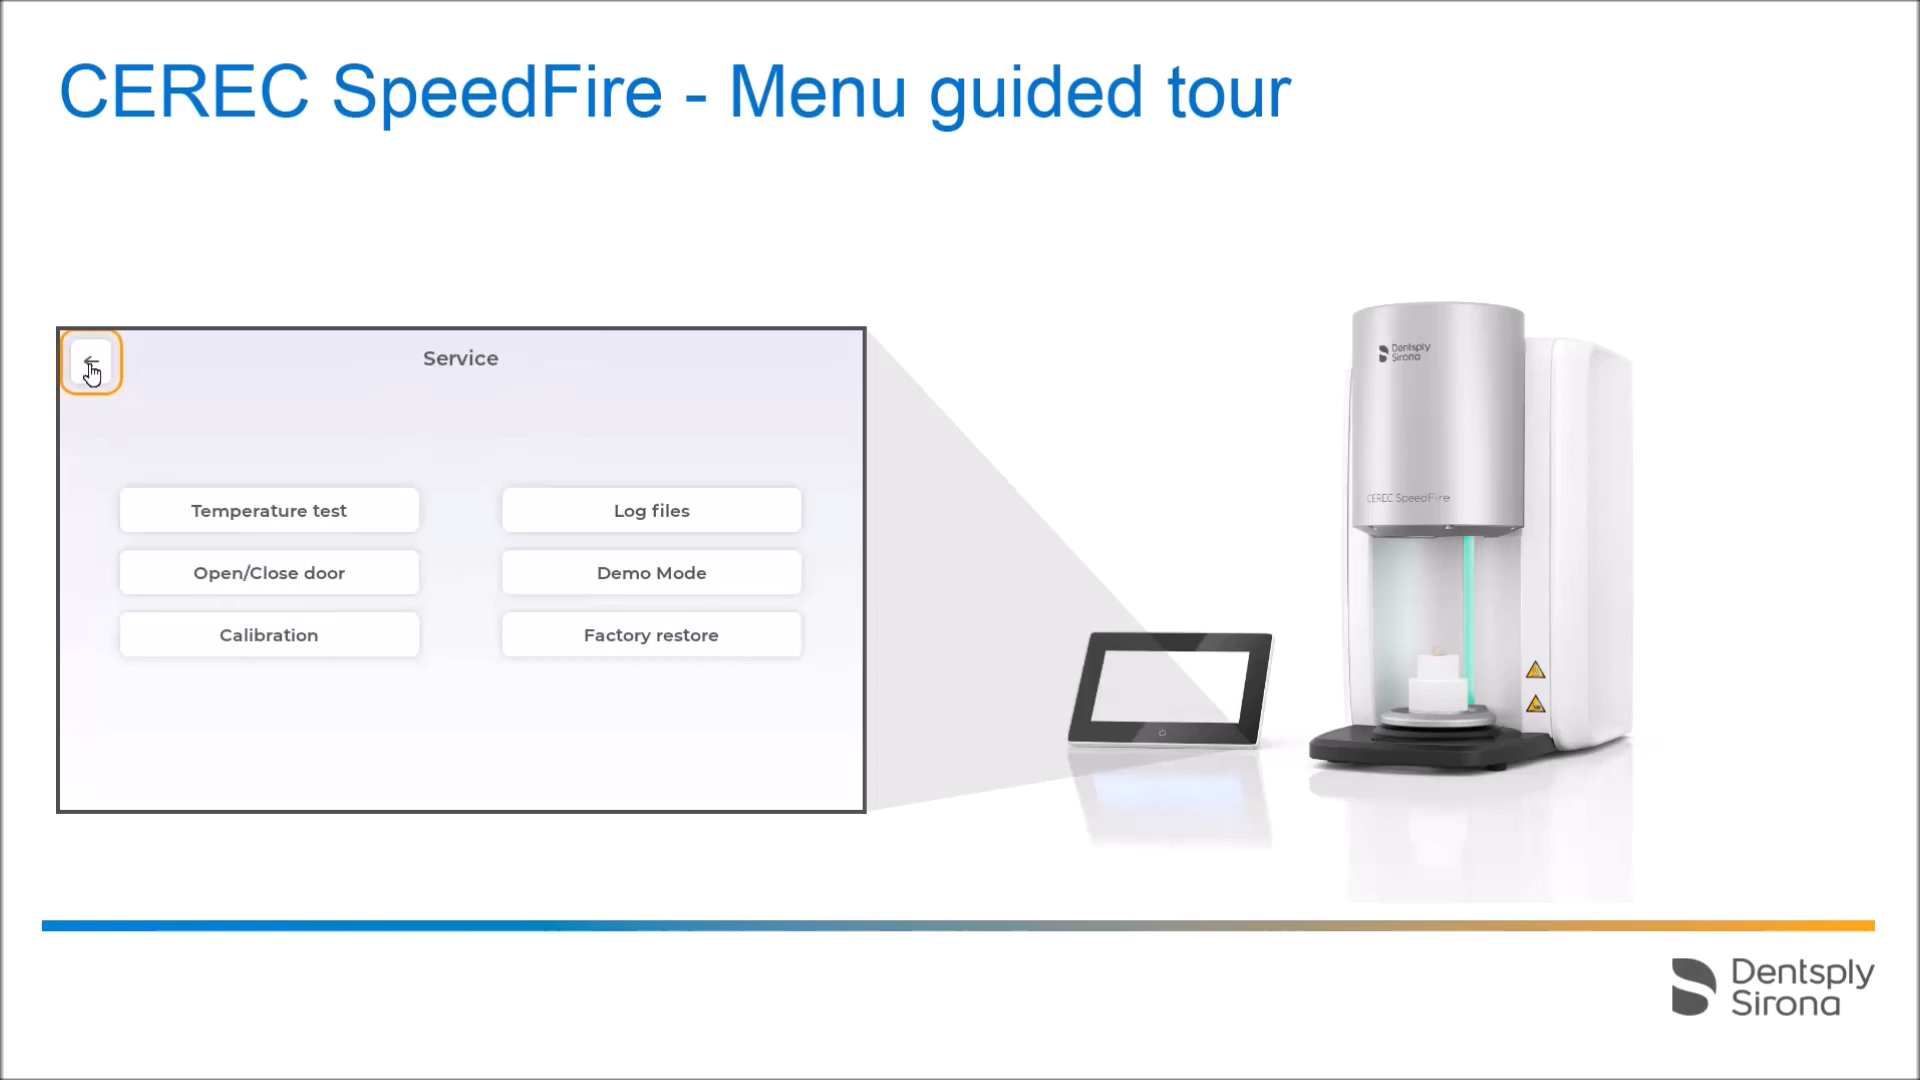 CEREC SpeedFire - Menu guided tour
Service
Temperature test
Log files
Open/Close door
Demo Mode
Calibration
Factory restore
Dentsply
Sirona
CEREC SpeedFire
Dentsply
Sirona